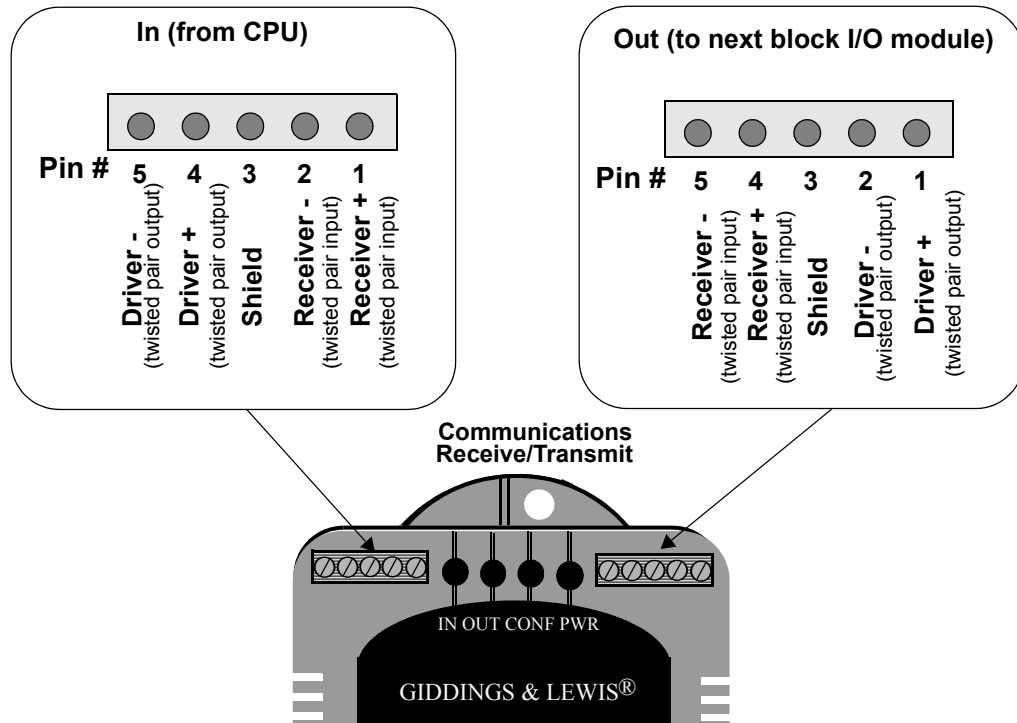 In (from CPU)
Pin # 5 4 3 2 1
Driver -
(twisted pair output)
Driver +
(twisted pair output)
Shield
Receiver -
(twisted pair input)
Receiver +
(twisted pair input)
Out (to next block I/O module)
Pin # 5 4 3 2 1
Receiver -
(twisted pair input)
Receiver +
(twisted pair input)
Shield
Driver -
(twisted pair output)
Driver +
(twisted pair output)
Communications
Receive/Transmit
IN OUT CONF PWR
GIDDINGS & LEWIS®